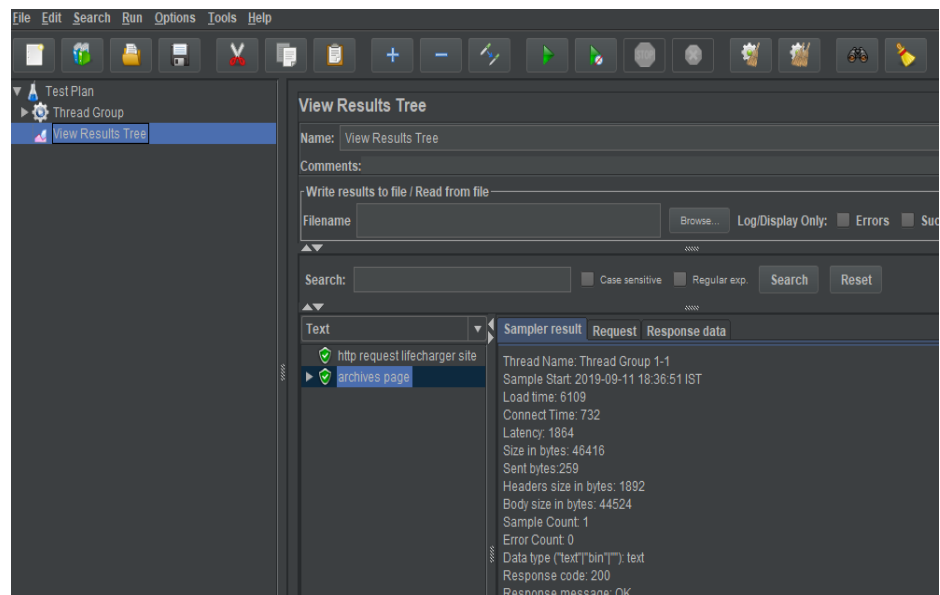 File Edit Search Run Options Tools Help
Test Plan
Thread Group
View Results Tree
View Results Tree
Name: View Results Tree
Comments:
Write results to file / Read from file
Filename
Browse...
Log/Display Only:
Errors
Suc
Search:
Case sensitive
Regular exp.
Search
Reset
Text
http request lifecharger site
archives page
Sampler result
Request
Response data
Thread Name: Thread Group 1-1
Sample Start: 2019-09-11 18:36:51 IST
Load time: 6109
Connect Time: 732
Latency: 1864
Size in bytes: 46416
Sent bytes:259
Headers size in bytes: 1892
Body size in bytes: 44524
Sample Count: 1
Error Count: 0
Data type ("text"|"bin"|""): text
Response code: 200
Response message: OK